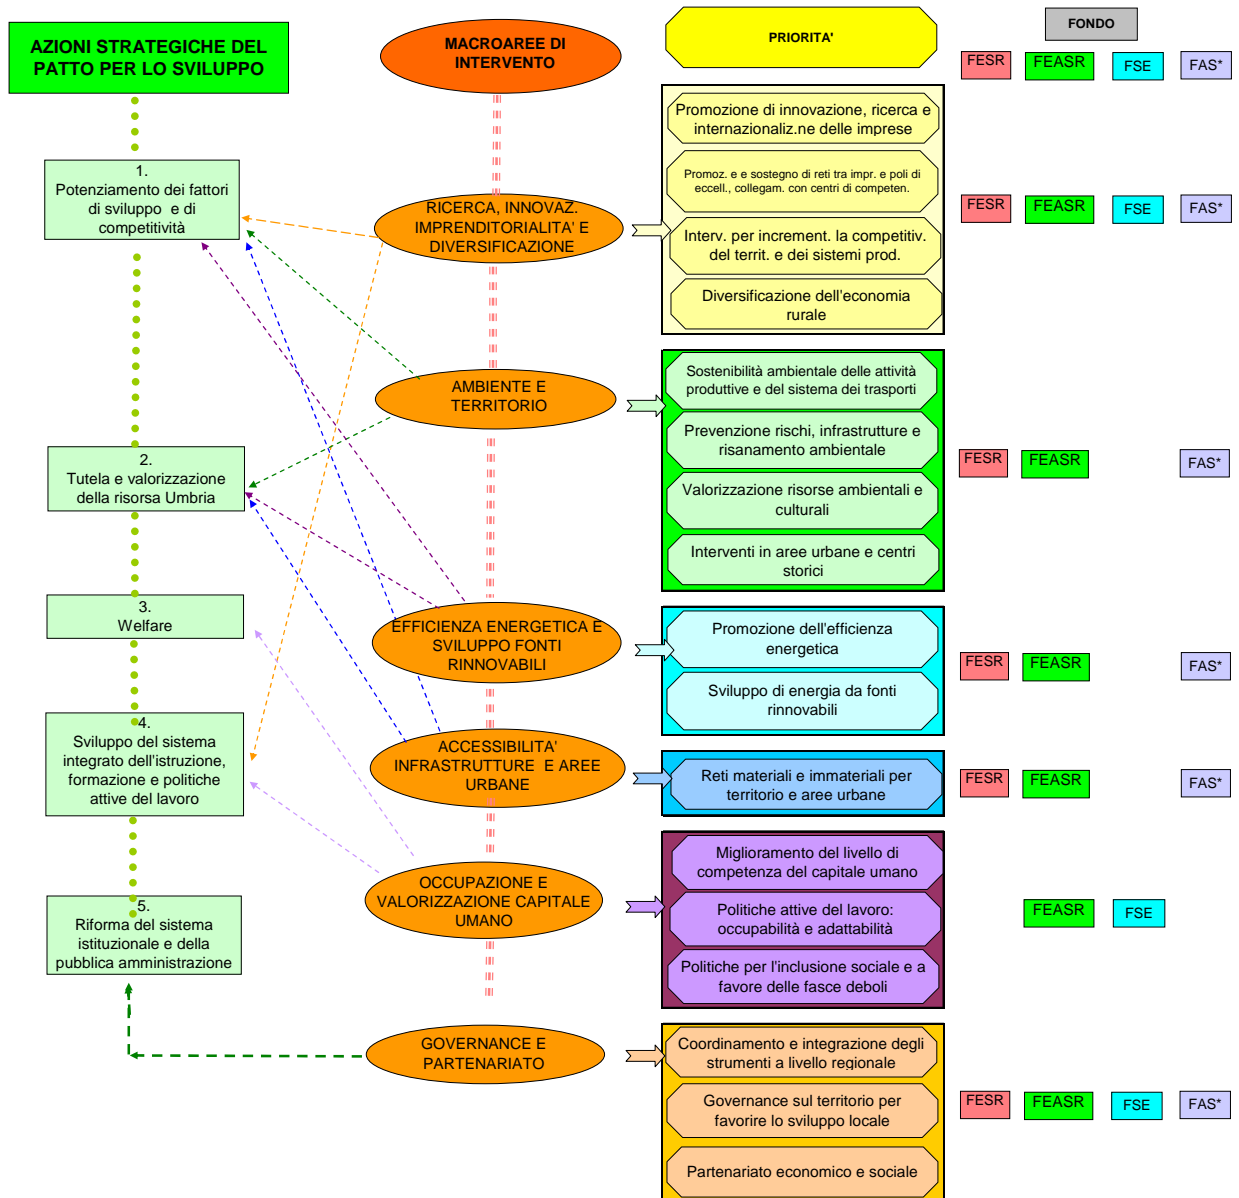 AZIONI STRATEGICHE DEL
PATTO PER LO SVILUPPO
MACROAREE DI
INTERVENTO
PRIORITA'
FONDO
FESR
FEASR
FSE
FAS*
1.
Potenziamento dei fattori
di sviluppo e di
competitività
RICERCA, INNOVAZ.
IMPRENDITORIALITA' E
DIVERSIFICAZIONE
Promozione di innovazione, ricerca e
internazionaliz.ne delle imprese
Promoz. e e sostegno di reti tra impr. e poli di
eccell., collegam. con centri di competen.
Interv. per increment. la competitiv.
del territ. e dei sistemi prod.
Diversificazione dell'economia
rurale
FESR
FEASR
FSE
FAS*
AMBIENTE E
TERRITORIO
Sostenibilità ambientale delle attività
produttive e del sistema dei trasporti
Prevenzione rischi, infrastrutture e
risanamento ambientale
Valorizzazione risorse ambientali e
culturali
Interventi in aree urbane e centri
storici
FESR
FEASR
FAS*
2.
Tutela e valorizzazione
della risorsa Umbria
3.
Welfare
EFFICIENZA ENERGETICA E
SVILUPPO FONTI
RINNOVABILI
Promozione dell'efficienza
energetica
Sviluppo di energia da fonti
rinnovabili
FESR
FEASR
FAS*
4.
Sviluppo del sistema
integrato dell'istruzione,
formazione e politiche
attive del lavoro
ACCESSIBILITA'
INFRASTRUTTURE E AREE
URBANE
Reti materiali e immateriali per
territorio e aree urbane
FESR
FEASR
FAS*
OCCUPAZIONE E
VALORIZZAZIONE CAPITALE
UMANO
Miglioramento del livello di
competenza del capitale umano
Politiche attive del lavoro:
occupabilità e adattabilità
Politiche per l'inclusione sociale e a
favore delle fasce deboli
FEASR
FSE
5.
Riforma del sistema
istituzionale e della
pubblica amministrazione
GOVERNANCE E
PARTENARIATO
Coordinamento e integrazione degli
strumenti a livello regionale
Governance sul territorio per
favorire lo sviluppo locale
Partenariato economico e sociale
FESR
FEASR
FSE
FAS*